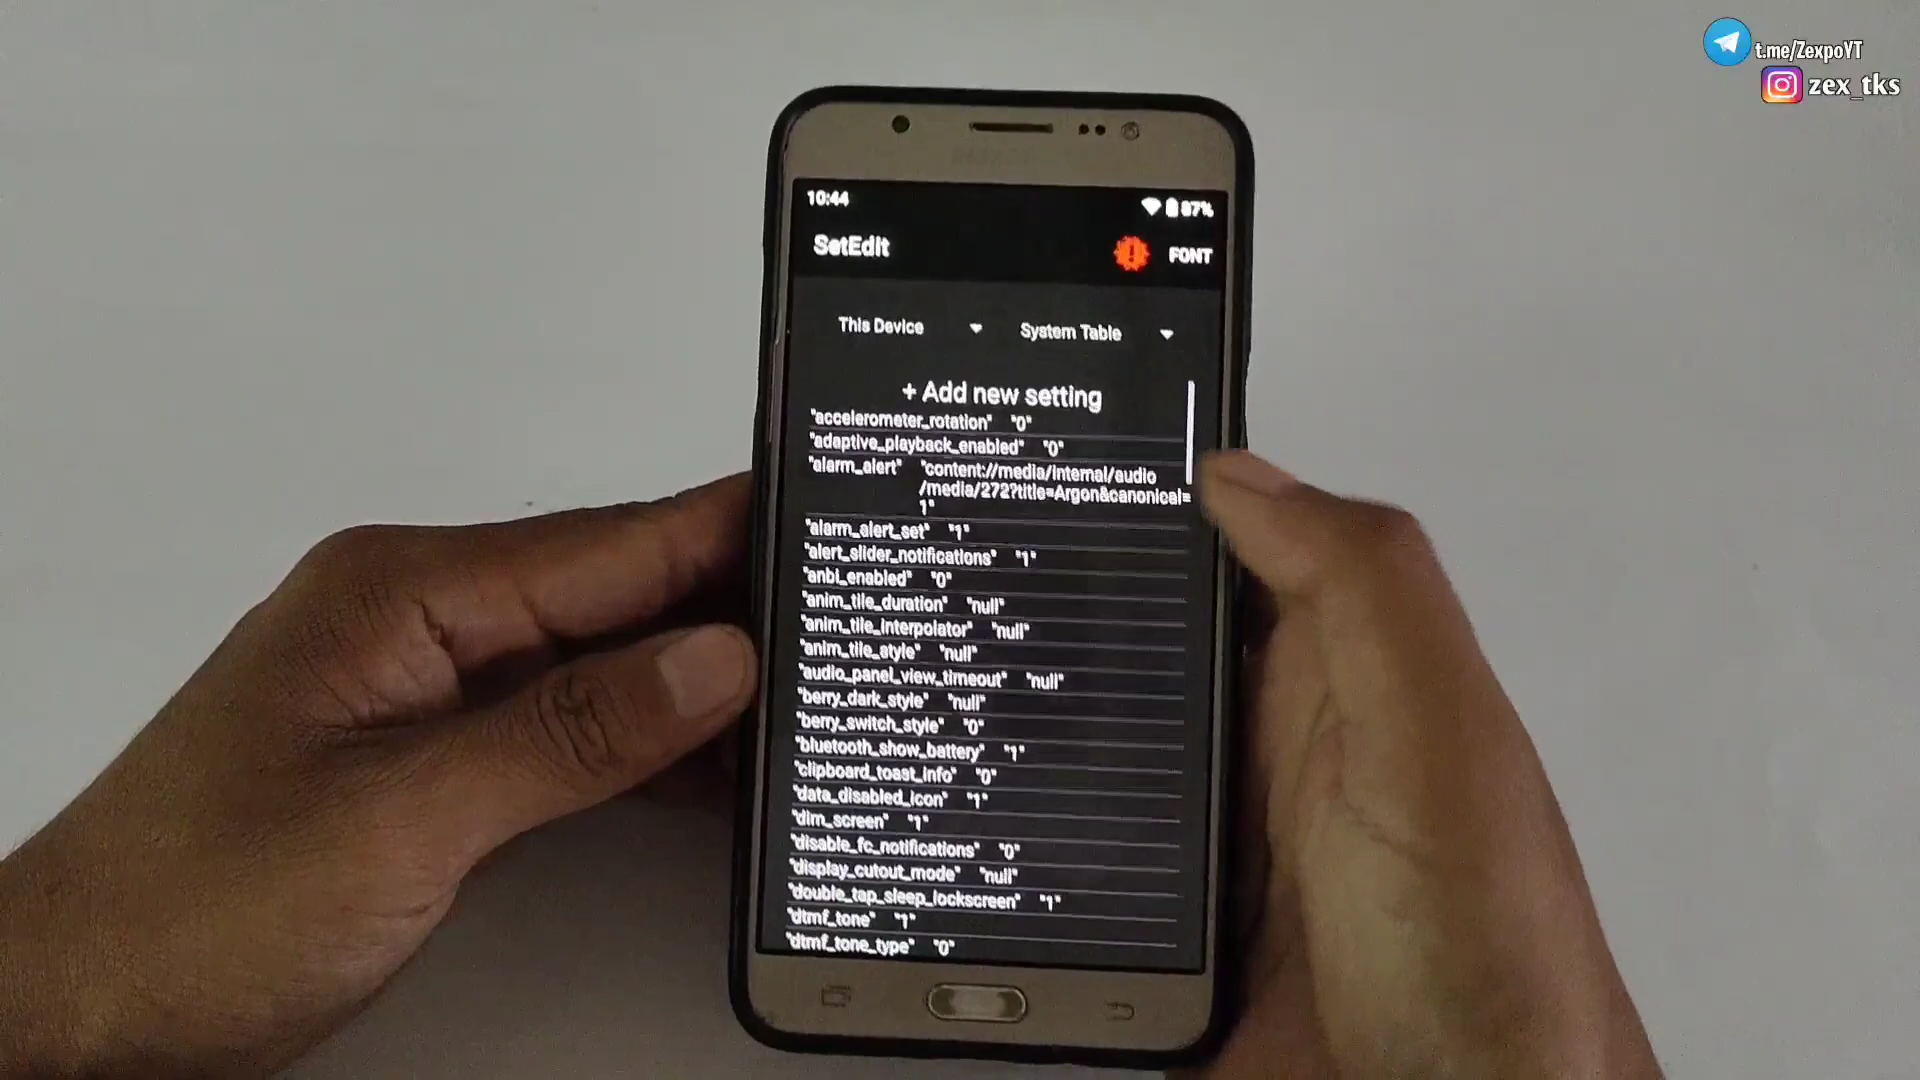 t.me/ZexpoYT
zex_tks
10:44
87%
SetEdit
FONT
This Device
System Table
+ Add new setting
"accelerometer_rotation" "0"
"adaptive_playback_enabled" "0"
"alarm_alert" "content://media/internal/audio
/media/272?title=Argon&canonical=
1"
"alarm_alert_set" "1"
"alert_slider_notifications" "1"
"anbi_enabled" "0"
"anim_tile_duration" "null"
"anim_tile_interpolator" "null"
"anim_tile_style" "null"
"audio_panel_view_timeout" "null"
"berry_dark_style" "null"
"berry_switch_style" "0"
"bluetooth_show_battery" "1"
"clipboard_toast_info" "0"
"data_disabled_icon" "1"
"dim_screen" "1"
"disable_fc_notifications" "0"
"display_cutout_mode" "null"
"double_tap_sleep_lockscreen" "1"
"dtmf_tone" "1"
"dtmf_tone_type" "0"